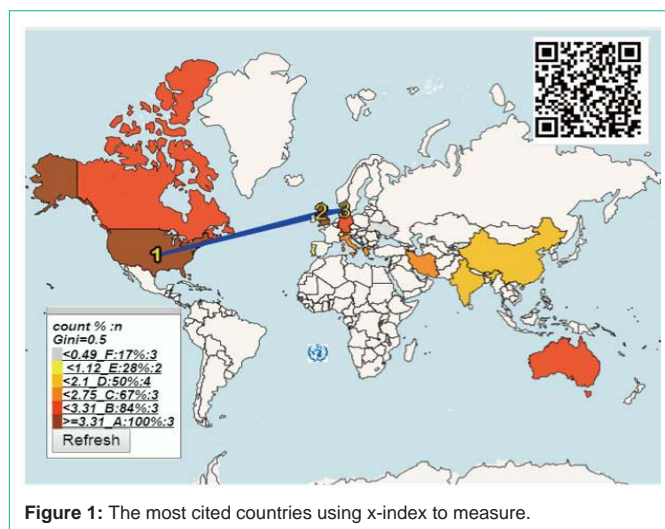 1
2
3
count % :n
Gini=0.5
<0.49_F:17%:3
<1.12_E:28%:2
<2.1_D:50%:4
<2.75_C:67%:3
<3.31_B:84%:3
>=3.31_A:100%:3
Refresh
Figure 1: The most cited countries using x-index to measure.